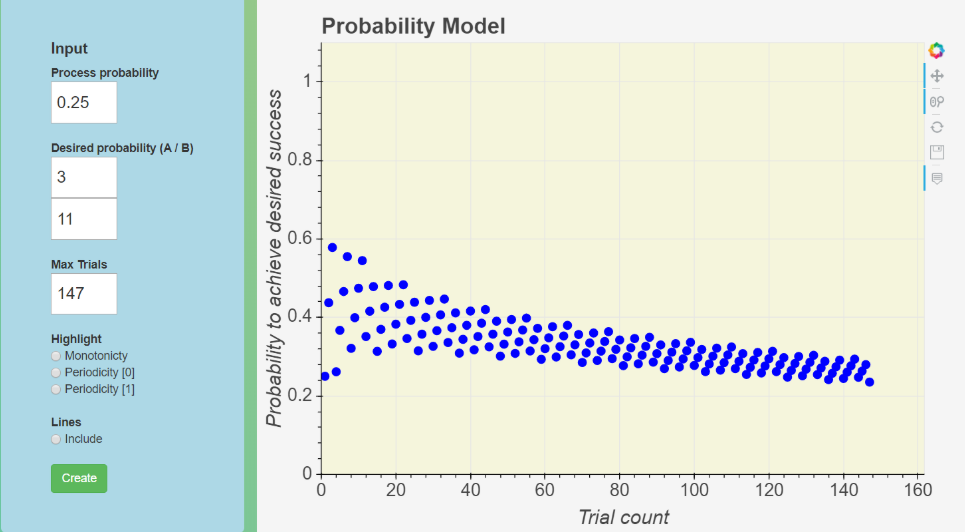 Input
Process probability
0.25
Desired probability (A / B)
3
11
Max Trials
147
Highlight
Monotonicty
Periodicity [0]
Periodicity [1]
Lines
Include
Create
Probability Model
Probability to achieve desired success
1
0.8
0.6
0.4
0.2
0
0 20 40 60 80 100 120 140 160
Trial count